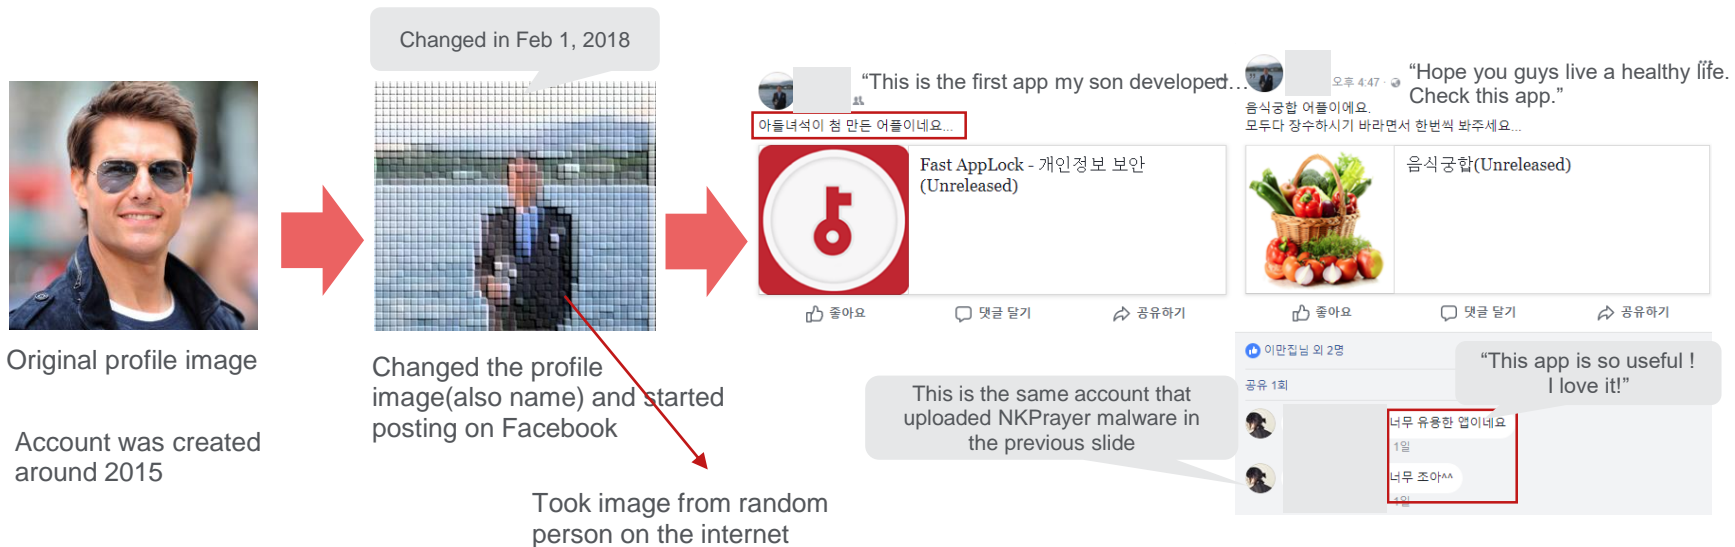 Changed in Feb 1, 2018
Original profile image
Account was created
around 2015
Changed the profile
image(also name) and started
posting on Facebook
Took image from random
person on the internet
“This is the first app my son developed…
아들녀석이 첨 만든 어플이네요...
Fast AppLock - 개인정보 보안
(Unreleased)
좋아요
댓글 달기
공유하기
오후 4:47 ·
“Hope you guys live a healthy life.
Check this app.”
음식궁합 어플이에요.
모두다 장수하시기 바라면서 한번씩 봐주세요...
음식궁합(Unreleased)
좋아요
댓글 달기
공유하기
이만집님 외 2명
공유 1회
“This app is so useful !
I love it!”
너무 유용한 앱이네요
1일
너무 조아^^
1일
This is the same account that
uploaded NKPrayer malware in
the previous slide